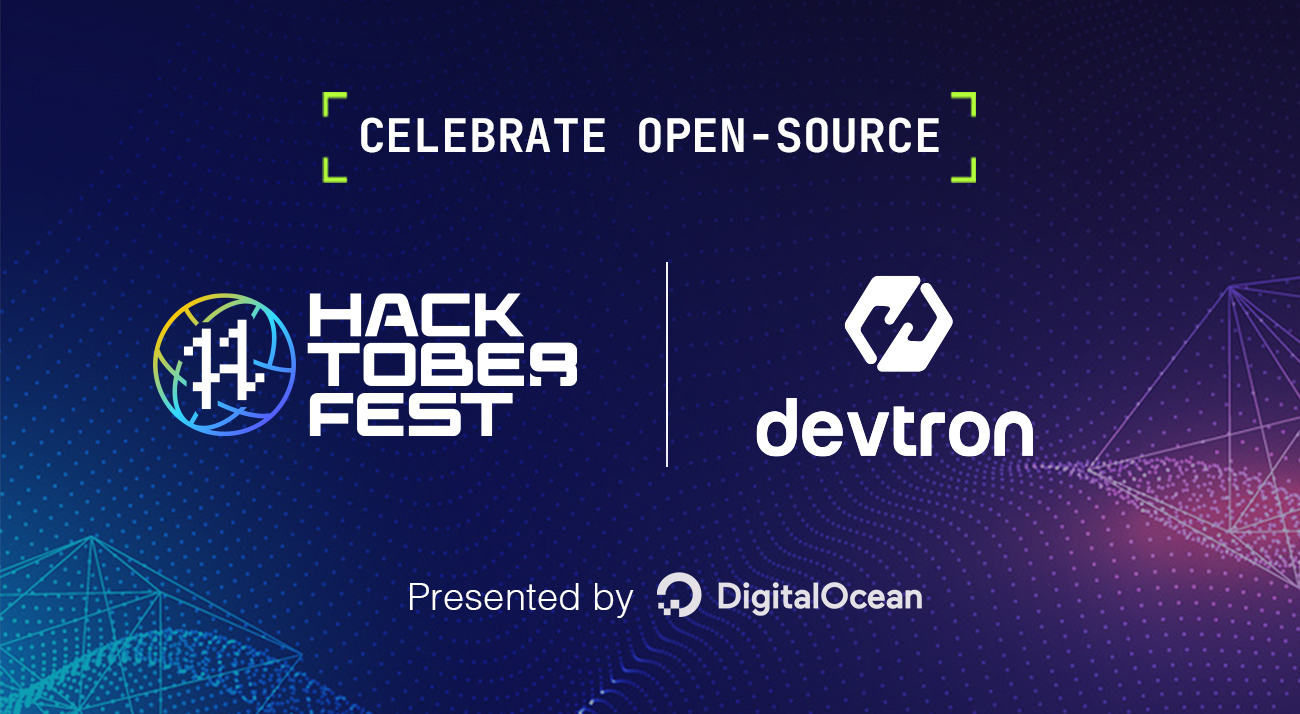 CELEBRATE OPEN-SOURCE
HACK
TOBER
FEST
devtron
Presented by DigitalOcean